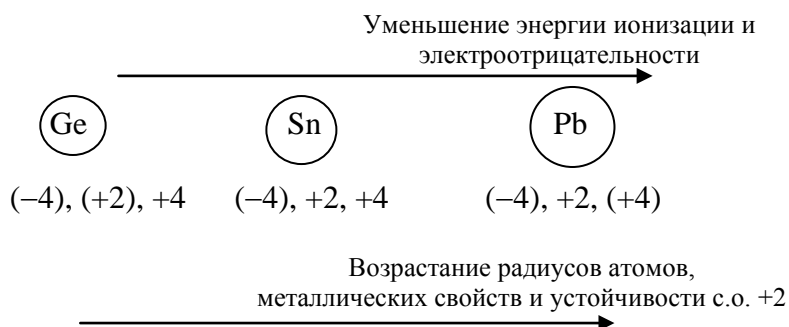 Уменьшение энергии ионизации и
электроотрицательности
Ge Sn Pb
(−4), (+2), +4 (−4), +2, +4 (−4), +2, (+4)
Возрастание радиусов атомов,
металлических свойств и устойчивости с.о. +2